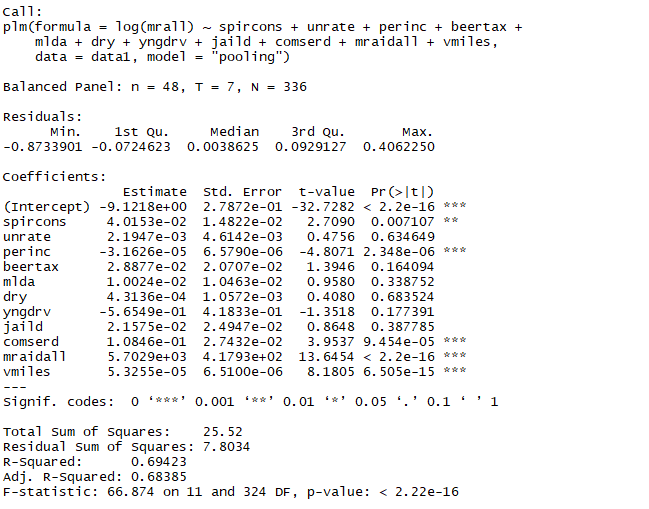 Call:
plm(formula = log(mrall) ~ spircons + unrate + perinc + beertax +
    mlda + dry + yngdrv + jaild + comserd + mraidall + vmiles,
    data = data1, model = "pooling")

Balanced Panel: n = 48, T = 7, N = 336

Residuals:
      Min.    1st Qu.     Median    3rd Qu.       Max.
-0.8733901 -0.0724623  0.0038625  0.0929127  0.4062250

Coefficients:
               Estimate  Std. Error  t-value  Pr(>|t|)
(Intercept) -9.1218e+00  2.7872e-01 -32.7282 < 2.2e-16 ***
spircons     4.0153e-02  1.4822e-02   2.7090  0.007107 **
unrate       2.1947e-03  4.6142e-03   0.4756  0.634649
perinc      -3.1626e-05  6.5790e-06  -4.8071 2.348e-06 ***
beertax      2.8877e-02  2.0707e-02   1.3946  0.164094
mlda         1.0024e-02  1.0463e-02   0.9580  0.338752
dry          4.3136e-04  1.0572e-03   0.4080  0.683524
yngdrv      -5.6549e-01  4.1833e-01  -1.3518  0.177391
jaild        2.1575e-02  2.4947e-02   0.8648  0.387785
comserd      1.0846e-01  2.7432e-02   3.9537 9.454e-05 ***
mraidall     5.7029e+03  4.1793e+02  13.6454 < 2.2e-16 ***
vmiles       5.3255e-05  6.5100e-06   8.1805 6.505e-15 ***
---
Signif. codes:  0 ‘***’ 0.001 ‘**’ 0.01 ‘*’ 0.05 ‘.’ 0.1 ‘ ’ 1

Total Sum of Squares:    25.52
Residual Sum of Squares: 7.8034
R-Squared:      0.69423
Adj. R-Squared: 0.68385
F-statistic: 66.874 on 11 and 324 DF, p-value: < 2.22e-16